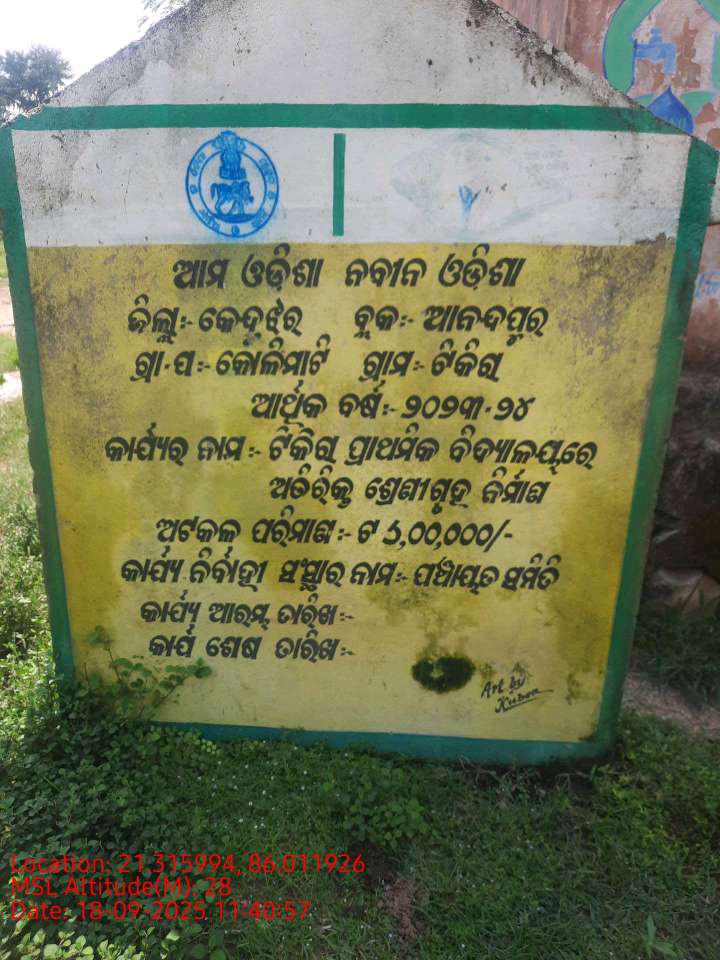 ଆମ ଓଡ଼ିଶା ନବୀନ ଓଡ଼ିଶା
ଜିଲ୍ଲା:- କେନ୍ଦୁଝର ବ୍ଲକ:- ଆନନ୍ଦପୁର
ଗ୍ରା.ପ:- କୋଲିମାଟି ଗ୍ରାମ:- ଟିକିରା
ଆର୍ଥିକ ବର୍ଷ:- ୨୦୨୩-୨୪
କାର୍ଯ୍ୟର ନାମ:- ଟିକିରା ପ୍ରାଥମିକ ବିଦ୍ୟାଳୟରେ
ଅତିରିକ୍ତ ଶ୍ରେଣୀଗୃହ ନିର୍ମାଣ
ଅଟକଳ ପରିମାଣ:- ଟ ୬,୦୦,୦୦୦/-
କାର୍ଯ୍ୟ ନିର୍ବାହୀ ସଂସ୍ଥାର ନାମ:- ପଞ୍ଚାୟତ ସମିତି
କାର୍ଯ୍ୟ ଆରମ୍ଭ ତାରିଖ:-
କାର୍ଯ ଶେଷ ତାରିଖ:-
Art by
Location: 21.315994, 86.011926
MSL Altitude(M): 28
Date: 18-09-2025 11:40:57